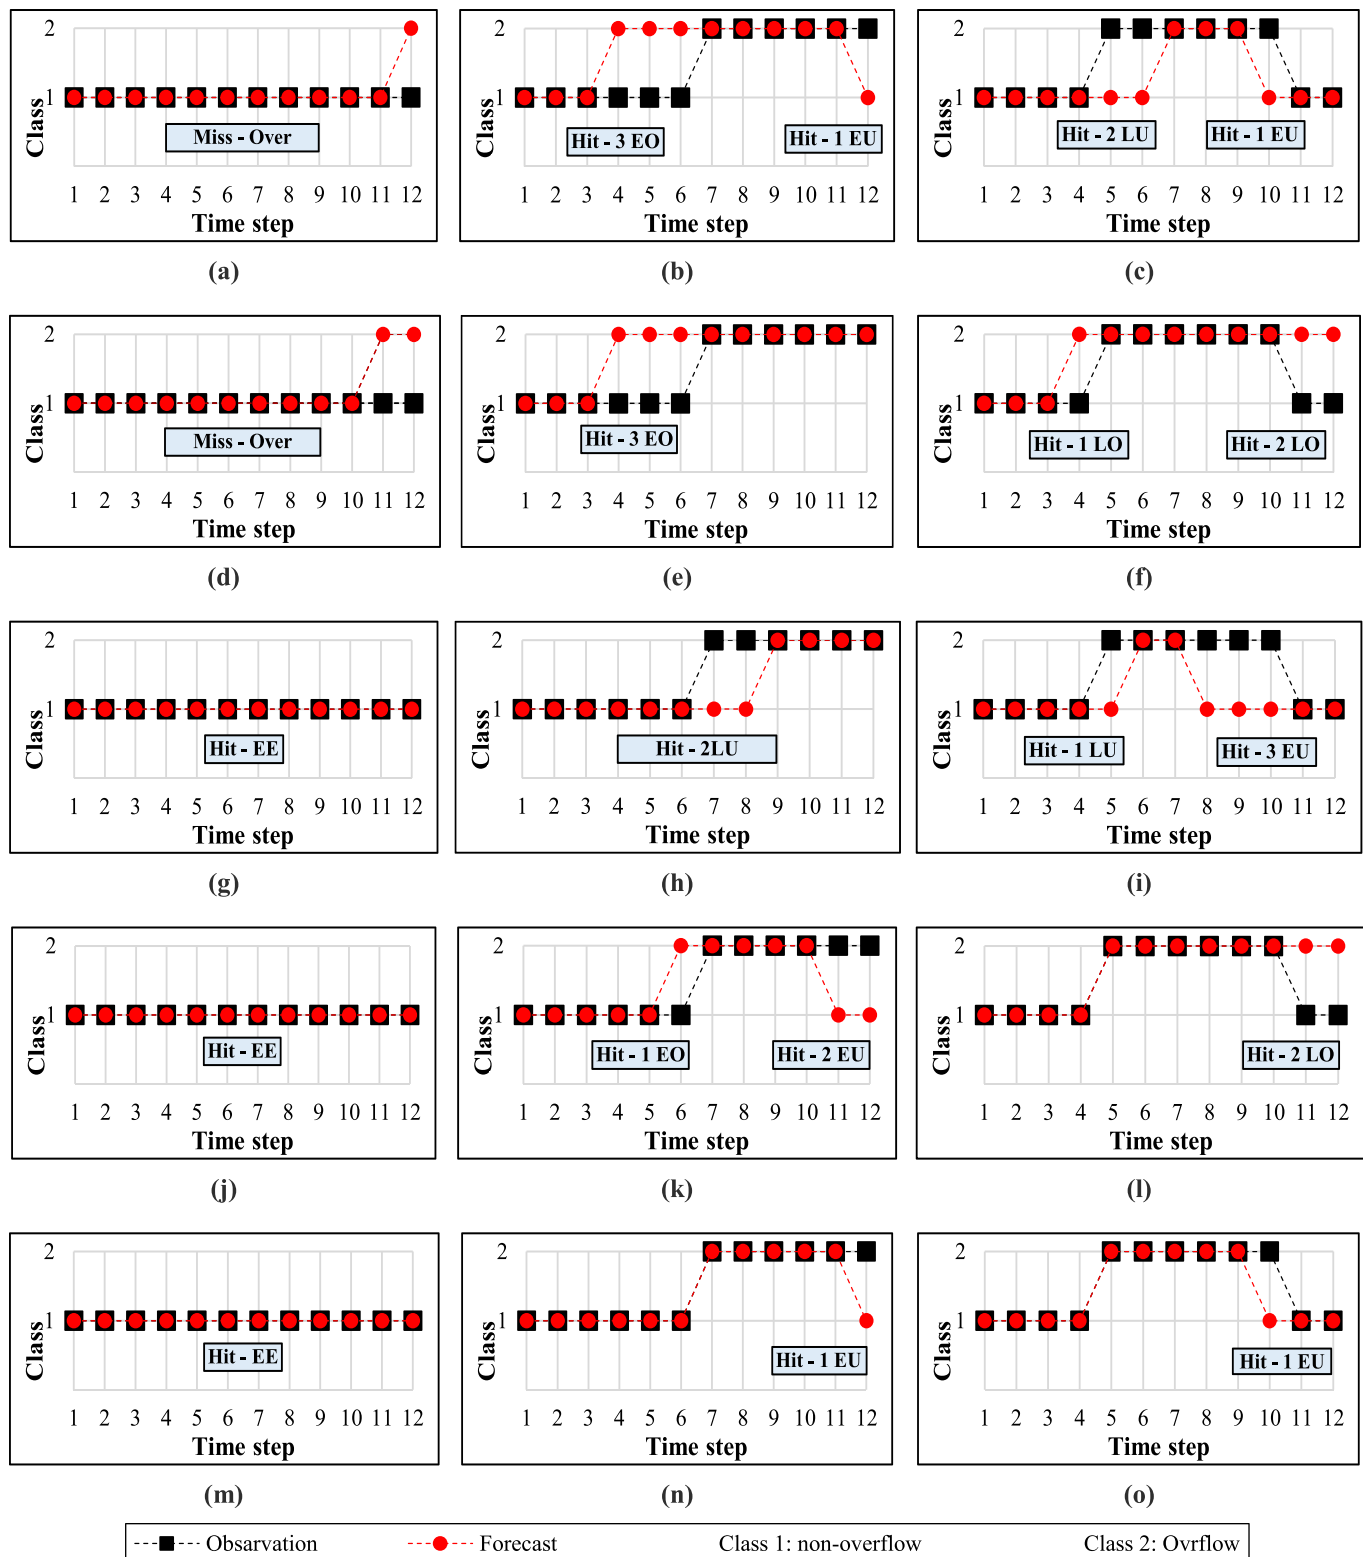 2
2
2
Class 1
Class 1
Class 1
Miss - Over
Hit - 3 EO
Hit - 1 EU
Hit - 2 LU
Hit - 1 EU
1 2 3 4 5 6 7 8 9 10 11 12
1 2 3 4 5 6 7 8 9 10 11 12
1 2 3 4 5 6 7 8 9 10 11 12
Time step
Time step
Time step
(a)
(b)
(c)
2
2
2
Class 1
Class 1
Class 1
Miss - Over
Hit - 3 EO
Hit - 1 LO
Hit - 2 LO
1 2 3 4 5 6 7 8 9 10 11 12
1 2 3 4 5 6 7 8 9 10 11 12
1 2 3 4 5 6 7 8 9 10 11 12
Time step
Time step
Time step
(d)
(e)
(f)
2
2
2
Class 1
Class 1
Class 1
Hit - EE
Hit - 2LU
Hit - 1 LU
Hit - 3 EU
1 2 3 4 5 6 7 8 9 10 11 12
1 2 3 4 5 6 7 8 9 10 11 12
1 2 3 4 5 6 7 8 9 10 11 12
Time step
Time step
Time step
(g)
(h)
(i)
2
2
2
Class 1
Class 1
Class 1
Hit - EE
Hit - 1 EO
Hit - 2 EU
Hit - 2 LO
1 2 3 4 5 6 7 8 9 10 11 12
1 2 3 4 5 6 7 8 9 10 11 12
1 2 3 4 5 6 7 8 9 10 11 12
Time step
Time step
Time step
(j)
(k)
(l)
2
2
2
Class 1
Class 1
Class 1
Hit - EE
Hit - 1 EU
Hit - 1 EU
1 2 3 4 5 6 7 8 9 10 11 12
1 2 3 4 5 6 7 8 9 10 11 12
1 2 3 4 5 6 7 8 9 10 11 12
Time step
Time step
Time step
(m)
(n)
(o)
Obsarvation Forecast Class 1: non-overflow Class 2: Ovrflow